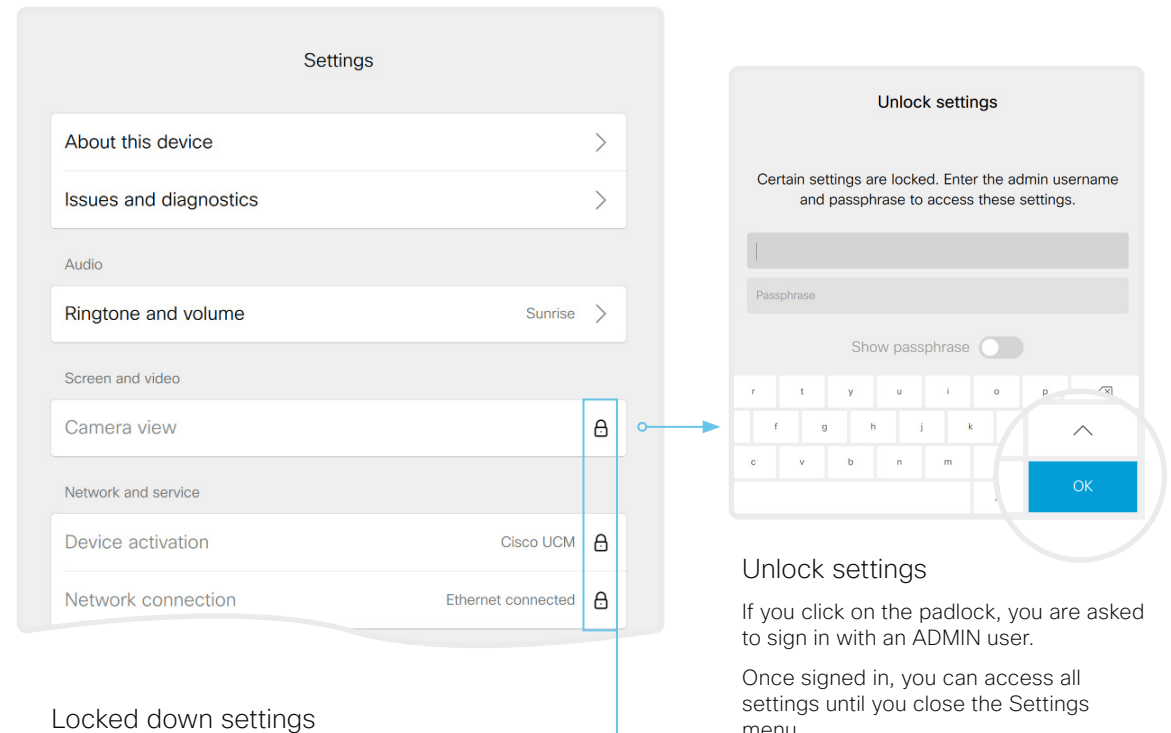 Settings
About this device
Issues and diagnostics
Audio
Ringtone and volume Sunrise
Screen and video
Camera view
Network and service
Device activation Cisco UCM
Network connection Ethernet connected
Locked down settings
Unlock settings
Certain settings are locked. Enter the admin username
and passphrase to access these settings.
Passphrase
Show passphrase
r t y u i o p
f g h j k
c v b n m
OK
Unlock settings
If you click on the padlock, you are asked
to sign in with an ADMIN user.
Once signed in, you can access all
settings until you close the Settings
menu